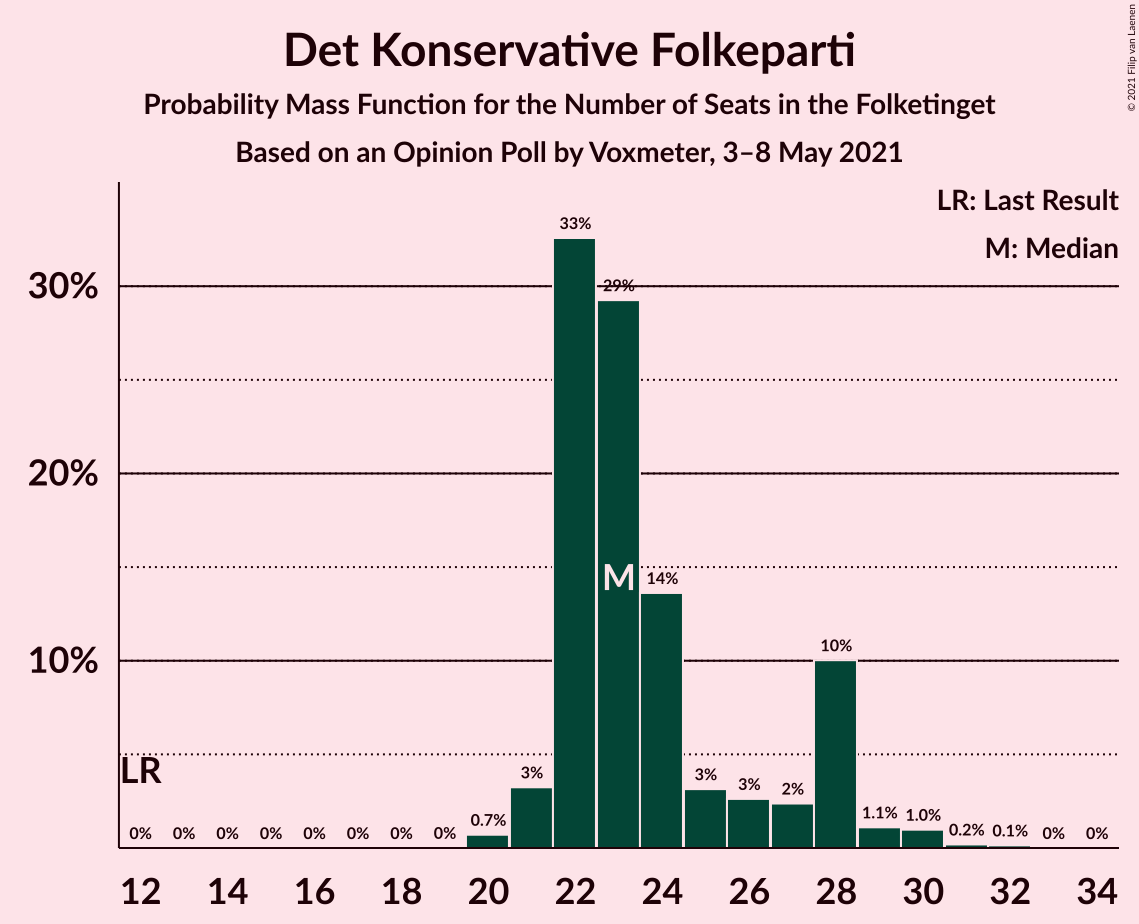 Det Konservative Folkeparti
Probability Mass Function for the Number of Seats in the Folketinget
Based on an Opinion Poll by Voxmeter, 3–8 May 2021
© 2021 Filip van Laenen
LR: Last Result
M: Median
30%
20%
10%
33%
29%
M
14%
10%
LR
0%
0%
0%
0%
0%
0%
0%
0%
0.7%
3%
3%
3%
2%
1.1%
1.0%
0.2%
0.1%
0%
0%
12 14 16 18 20 22 24 26 28 30 32 34